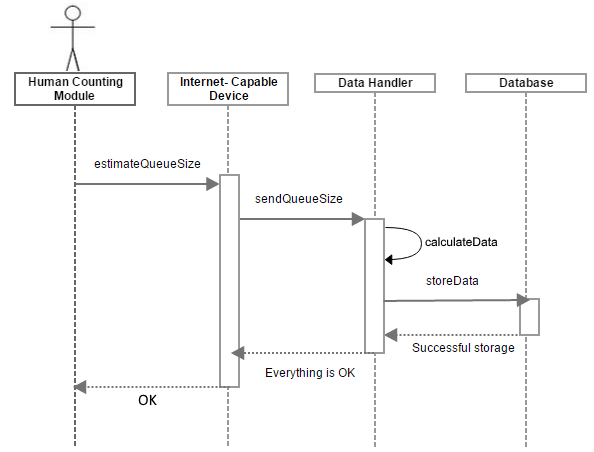 Human Counting
Module
Internet- Capable
Device
Data Handler
Database
estimateQueueSize
sendQueueSize
calculateData
storeData
Successful storage
Everything is OK
OK